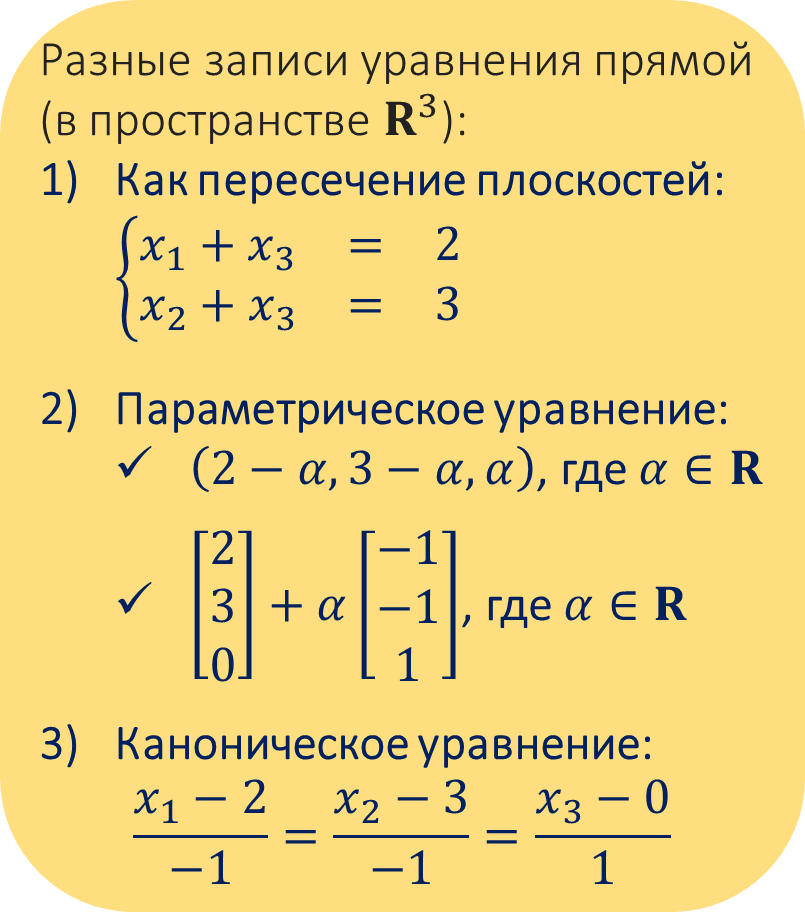 Разные записи уравнения прямой
(в пространстве 𝐑³):
1) Как пересечение плоскостей:
{x₁ + x₃ = 2
x₂ + x₃ = 3
2) Параметрическое уравнение:
✓ (2 − α, 3 − α, α), где α ∈ 𝐑
✓ [2 3 0] + α [−1 −1 1], где α ∈ 𝐑
3) Каноническое уравнение:
(x₁ − 2)/(−1) = (x₂ − 3)/(−1) = (x₃ − 0)/1